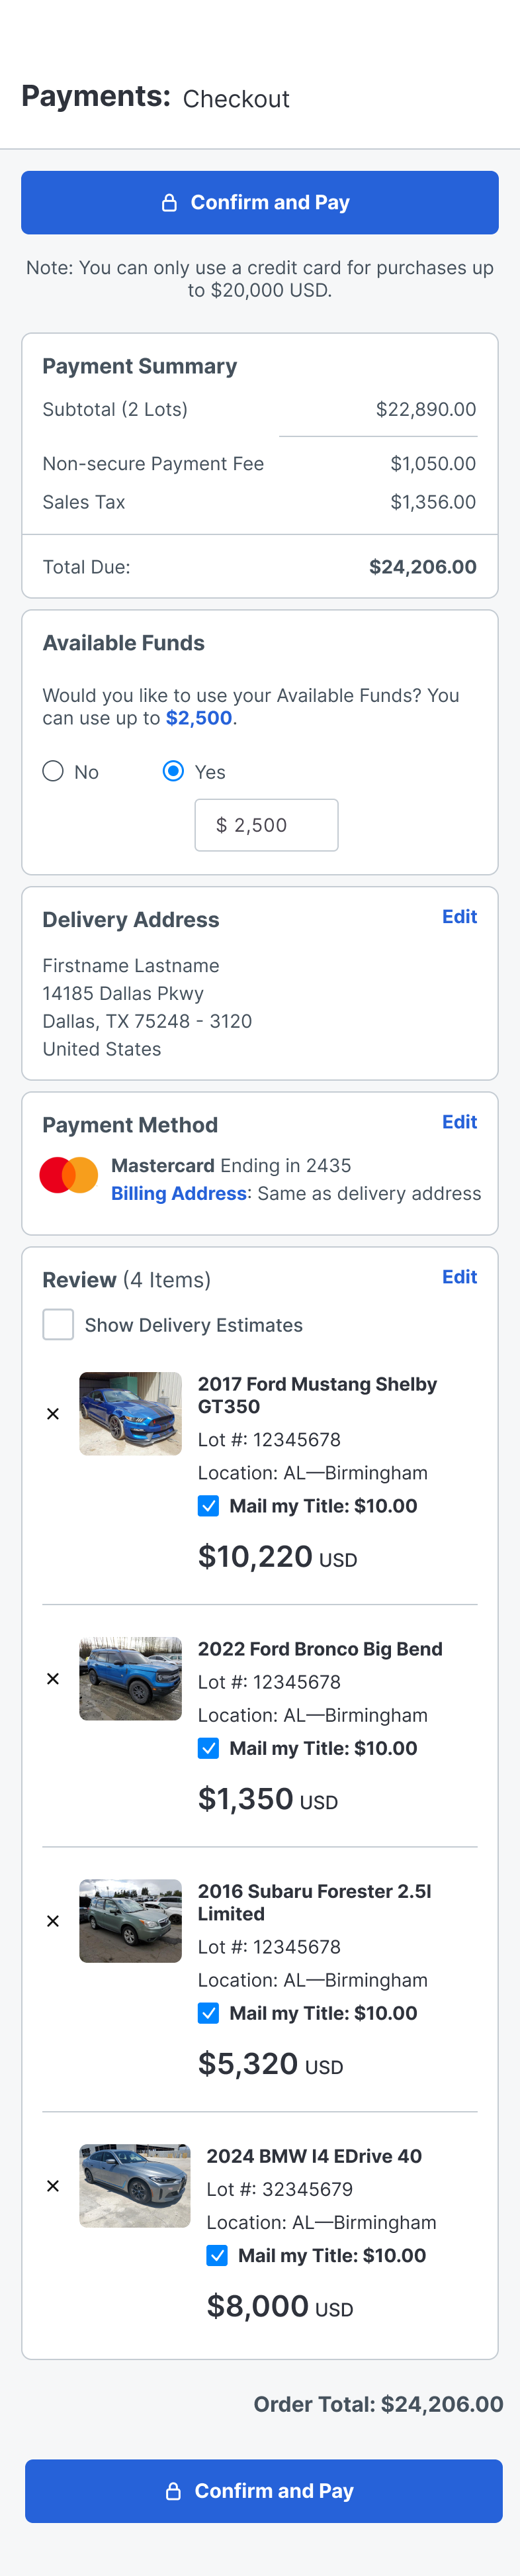 Payments: Checkout
Confirm and Pay
Note: You can only use a credit card for purchases up
to $20,000 USD.
Payment Summary
Subtotal (2 Lots) $22,890.00
Non-secure Payment Fee $1,050.00
Sales Tax $1,356.00
Total Due: $24,206.00
Available Funds
Would you like to use your Available Funds? You
can use up to $2,500.
No Yes
$ 2,500
Delivery Address Edit
Firstname Lastname
14185 Dallas Pkwy
Dallas, TX 75248 - 3120
United States
Payment Method Edit
Mastercard Ending in 2435
Billing Address: Same as delivery address
Review (4 Items) Edit
Show Delivery Estimates
2017 Ford Mustang Shelby
GT350
Lot #: 12345678
Location: AL—Birmingham
Mail my Title: $10.00
$10,220 USD
2022 Ford Bronco Big Bend
Lot #: 12345678
Location: AL—Birmingham
Mail my Title: $10.00
$1,350 USD
2016 Subaru Forester 2.5l
Limited
Lot #: 12345678
Location: AL—Birmingham
Mail my Title: $10.00
$5,320 USD
2024 BMW I4 EDrive 40
Lot #: 32345679
Location: AL—Birmingham
Mail my Title: $10.00
$8,000 USD
Order Total: $24,206.00
Confirm and Pay